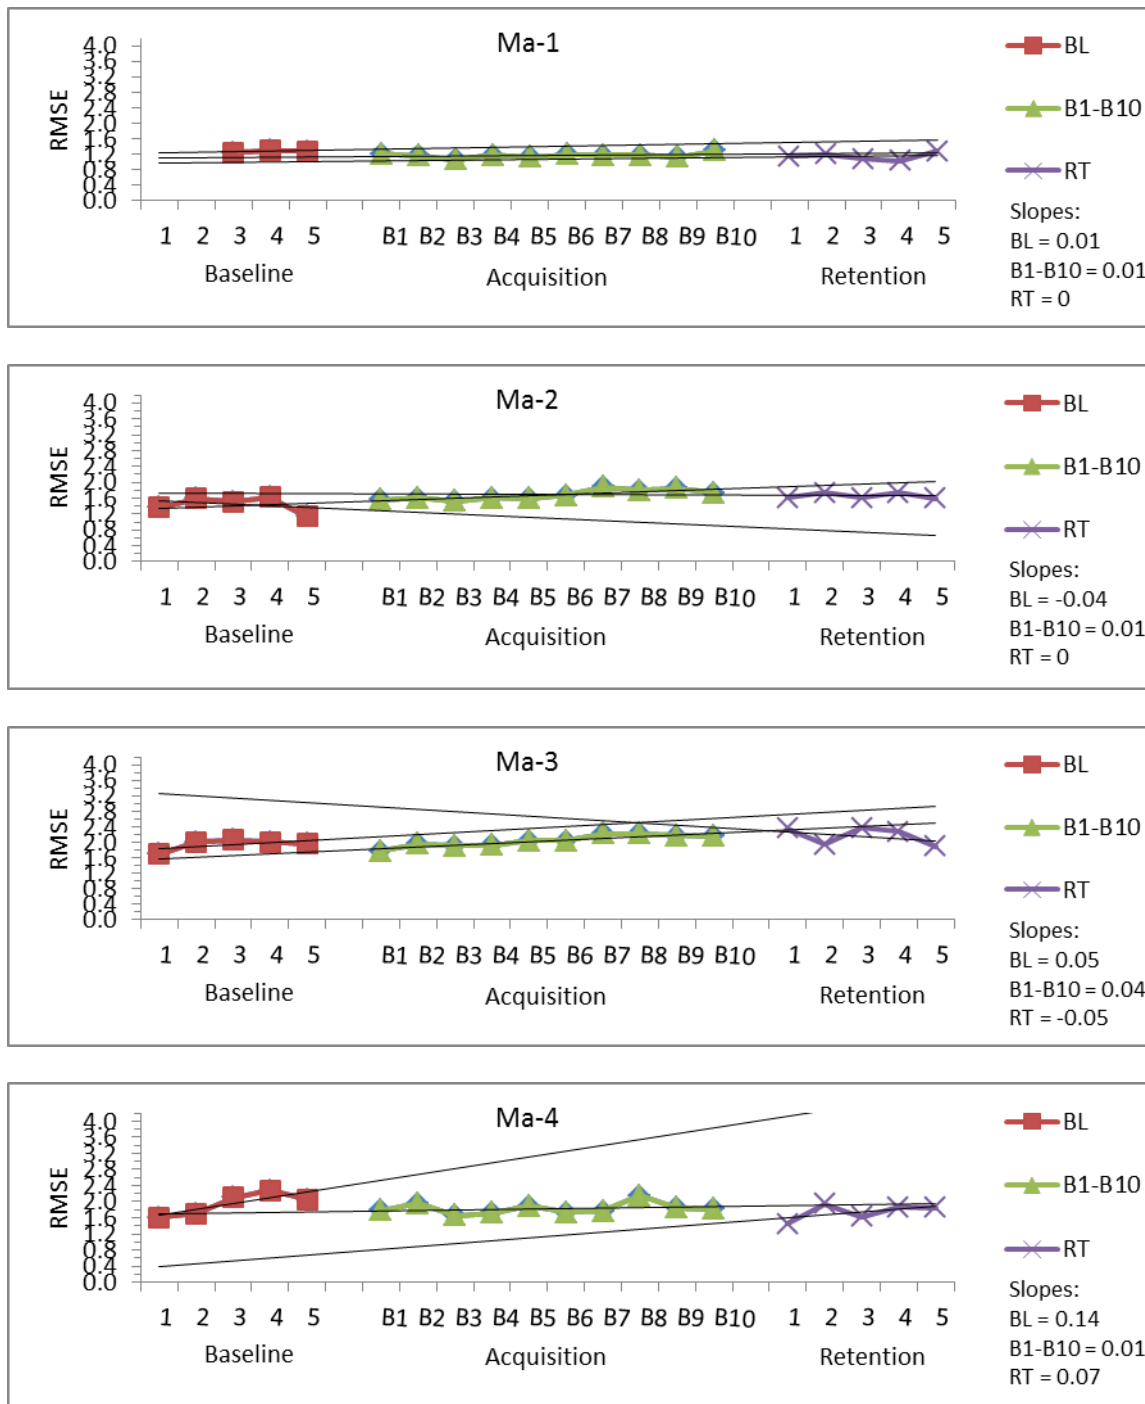 Ma-1
RMSE
4.0
3.6
3.2
2.8
2.4
2.0
1.6
1.2
0.8
0.4
0.0
1 2 3 4 5 B1 B2 B3 B4 B5 B6 B7 B8 B9 B10 1 2 3 4 5
Baseline Acquisition Retention
BL
B1-B10
RT
Slopes:
BL = 0.01
B1-B10 = 0.01
RT = 0
Ma-2
RMSE
4.0
3.6
3.2
2.8
2.4
2.0
1.6
1.2
0.8
0.4
0.0
1 2 3 4 5 B1 B2 B3 B4 B5 B6 B7 B8 B9 B10 1 2 3 4 5
Baseline Acquisition Retention
BL
B1-B10
RT
Slopes:
BL = -0.04
B1-B10 = 0.01
RT = 0
Ma-3
RMSE
4.0
3.6
3.2
2.8
2.4
2.0
1.6
1.2
0.8
0.4
0.0
1 2 3 4 5 B1 B2 B3 B4 B5 B6 B7 B8 B9 B10 1 2 3 4 5
Baseline Acquisition Retention
BL
B1-B10
RT
Slopes:
BL = 0.05
B1-B10 = 0.04
RT = -0.05
Ma-4
RMSE
4.0
3.6
3.2
2.8
2.4
2.0
1.6
1.2
0.8
0.4
0.0
1 2 3 4 5 B1 B2 B3 B4 B5 B6 B7 B8 B9 B10 1 2 3 4 5
Baseline Acquisition Retention
BL
B1-B10
RT
Slopes:
BL = 0.14
B1-B10 = 0.01
RT = 0.07